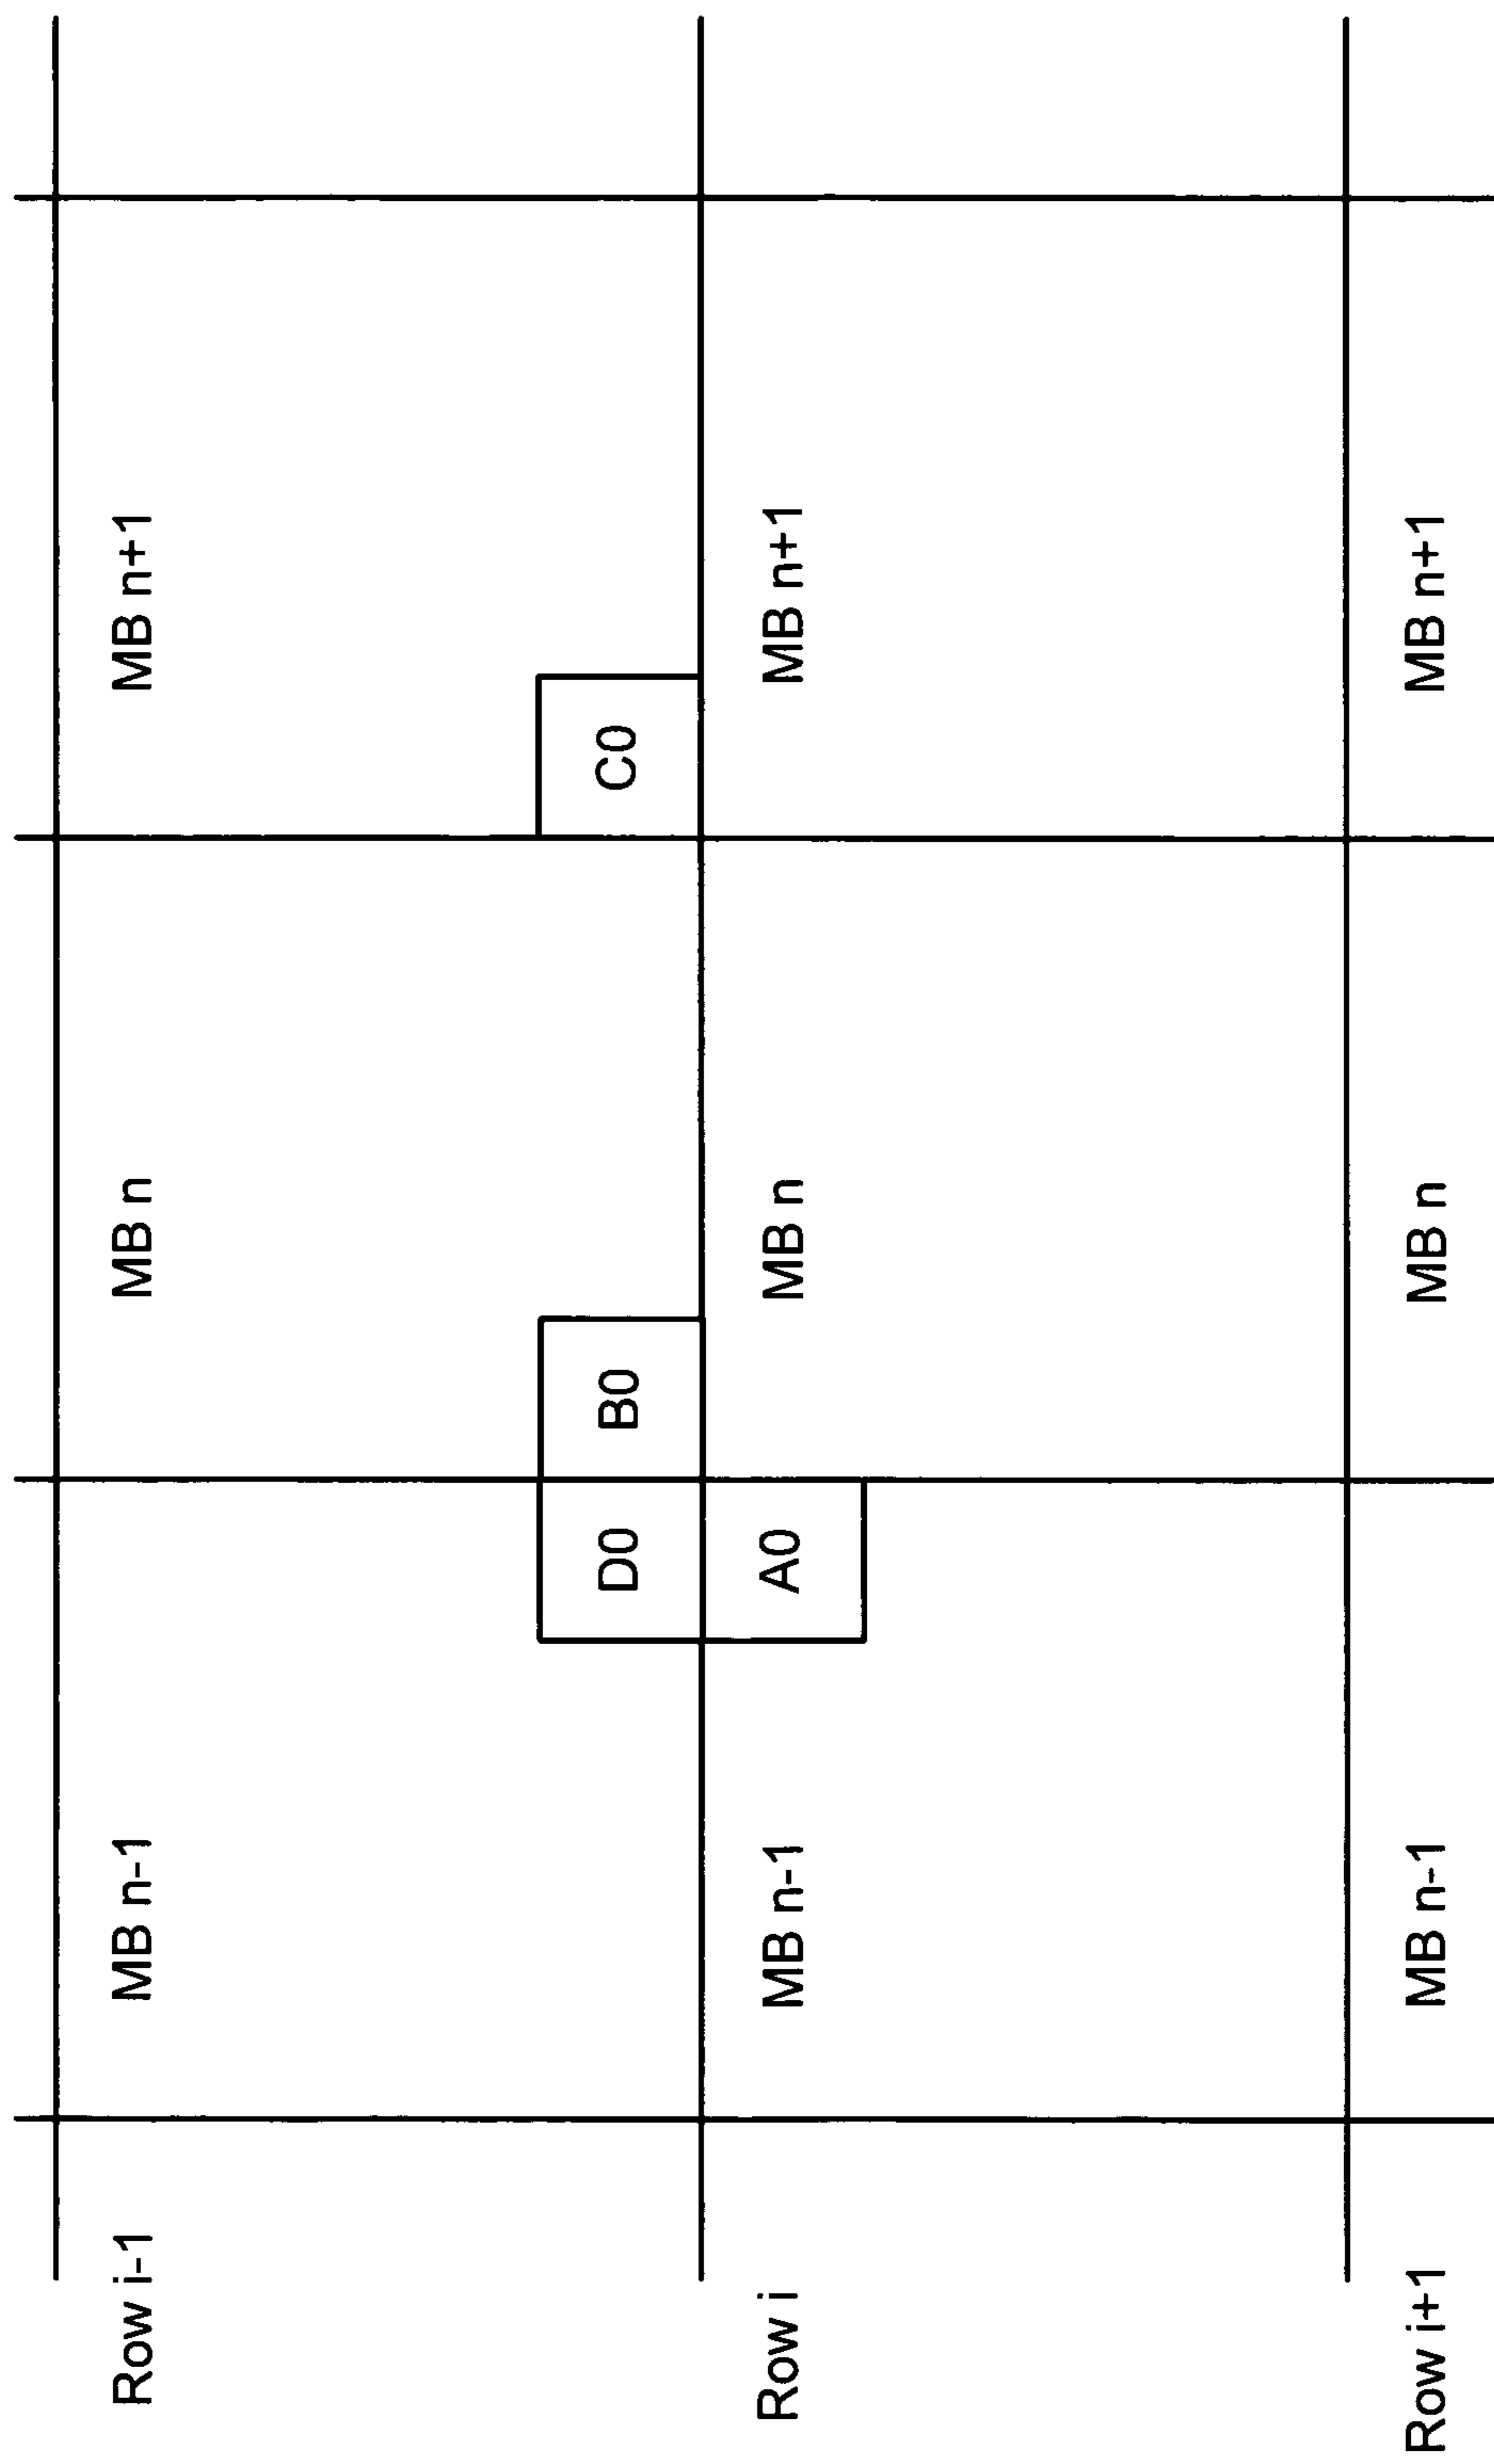 Row i-1 MB n-1 MB n MB n+1
D0 B0 C0
Row i MB n-1 MB n MB n+1
A0
Row i+1 MB n-1 MB n MB n+1